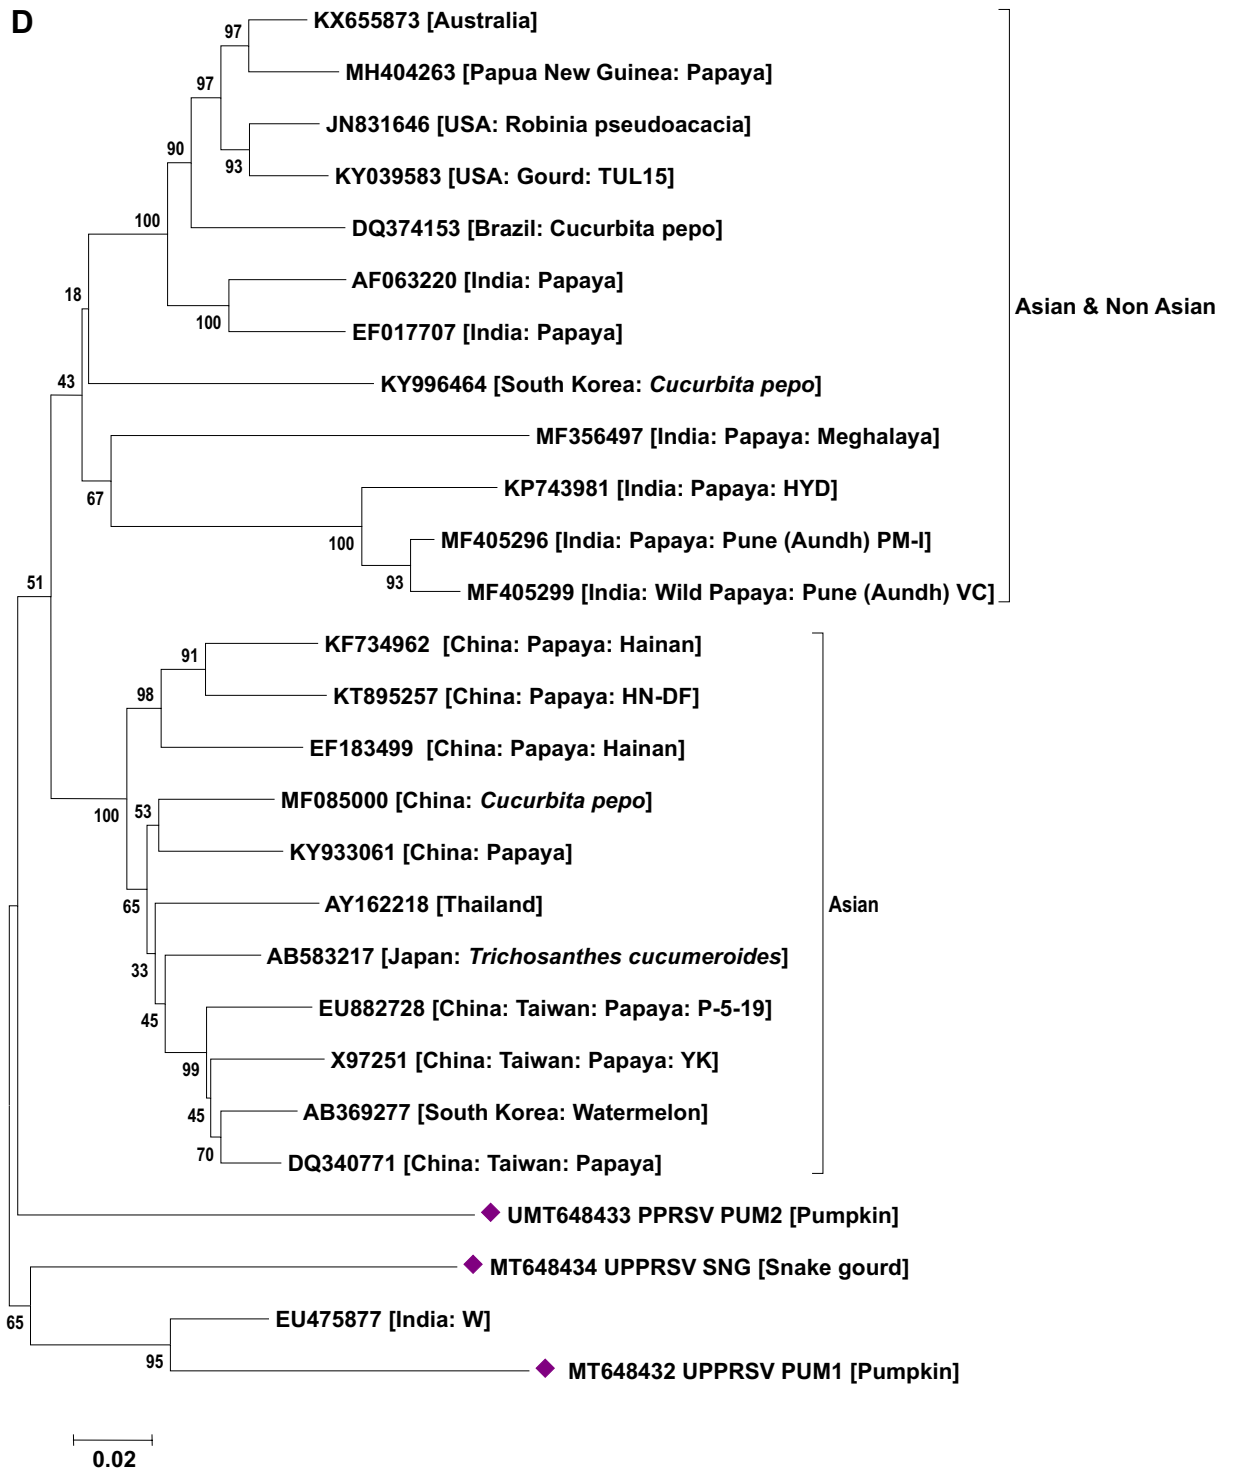 D
KX655873 [Australia]
97
MH404263 [Papua New Guinea: Papaya]
97
JN831646 [USA: Robinia pseudoacacia]
90
93
KY039583 [USA: Gourd: TUL15]
100
DQ374153 [Brazil: Cucurbita pepo]
AF063220 [India: Papaya]
18
Asian & Non Asian
100
EF017707 [India: Papaya]
43
KY996464 [South Korea: Cucurbita pepo]
MF356497 [India: Papaya: Meghalaya]
67
KP743981 [India: Papaya: HYD]
100
MF405296 [India: Papaya: Pune (Aundh) PM-I]
51
93
MF405299 [India: Wild Papaya: Pune (Aundh) VC]
KF734962 [China: Papaya: Hainan]
91
98
KT895257 [China: Papaya: HN-DF]
EF183499 [China: Papaya: Hainan]
MF085000 [China: Cucurbita pepo]
100
53
KY933061 [China: Papaya]
65
AY162218 [Thailand]
Asian
33
AB583217 [Japan: Trichosanthes cucumeroides]
45
EU882728 [China: Taiwan: Papaya: P-5-19]
99
X97251 [China: Taiwan: Papaya: YK]
45
AB369277 [South Korea: Watermelon]
70
DQ340771 [China: Taiwan: Papaya]
UMT648433 PPRSV PUM2 [Pumpkin]
MT648434 UPPRSV SNG [Snake gourd]
65
EU475877 [India: W]
95
MT648432 UPPRSV PUM1 [Pumpkin]
0.02